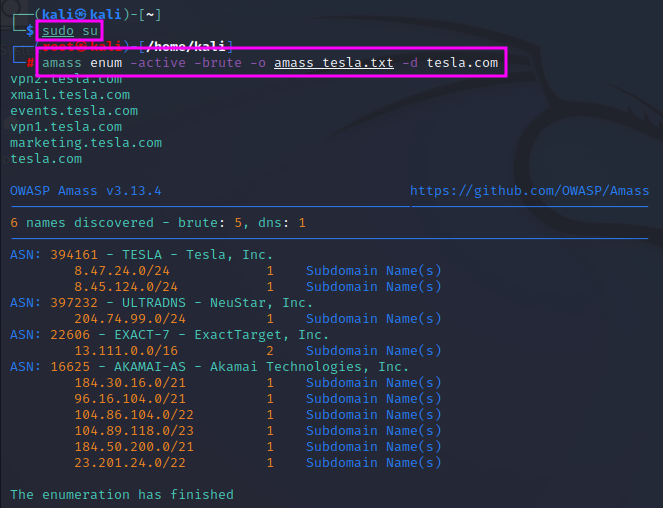 (kali㉿kali)-[~]
$ sudo su
root㉿kali)-[/home/kali]
# amass enum -active -brute -o amass_tesla.txt -d tesla.com
vpn2.tesla.com
xmail.tesla.com
events.tesla.com
vpn1.tesla.com
marketing.tesla.com
tesla.com
OWASP Amass v3.13.4 https://github.com/OWASP/Amass
6 names discovered - brute: 5, dns: 1
ASN: 394161 - TESLA - Tesla, Inc.
8.47.24.0/24 1 Subdomain Name(s)
8.45.124.0/24 1 Subdomain Name(s)
ASN: 397232 - ULTRADNS - NeuStar, Inc.
204.74.99.0/24 1 Subdomain Name(s)
ASN: 22606 - EXACT-7 - ExactTarget, Inc.
13.111.0.0/16 2 Subdomain Name(s)
ASN: 16625 - AKAMAI-AS - Akamai Technologies, Inc.
184.30.16.0/21 1 Subdomain Name(s)
96.16.104.0/21 1 Subdomain Name(s)
104.86.104.0/22 1 Subdomain Name(s)
104.89.118.0/23 1 Subdomain Name(s)
184.50.200.0/21 1 Subdomain Name(s)
23.201.24.0/22 1 Subdomain Name(s)
The enumeration has finished